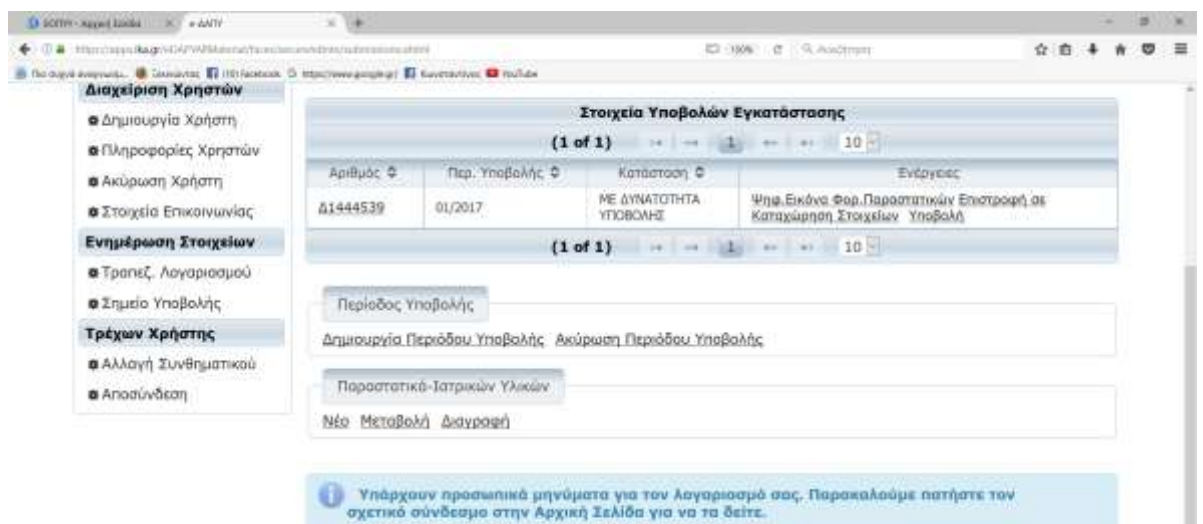 e-ΔΑΠΥ
100%
YouTube
Διαχείριση Χρηστών
Δημιουργία Χρήστη
Πληροφορίες Χρηστών
Ακύρωση Χρήστη
Στοιχεία Επικοινωνίας
Ενημέρωση Στοιχείων
Τραπεζ. Λογαριασμού
Σημείο Υποβολής
Τρέχων Χρήστης
Αλλαγή Συνθηματικού
Αποσύνδεση
Στοιχεία Υποβολών Εγκατάστασης
(1 of 1) 1 10
Αριθμός Περ. Υποβολής Κατάσταση Ενέργειες
Δ1444539 01/2017 ΜΕ ΔΥΝΑΤΟΤΗΤΑ ΥΠΟΒΟΛΗΣ Ψηφ.Εικόνα Φορ.Παραστατικών Επιστροφή σε
Καταχώρηση Στοιχείων Υποβολή
(1 of 1) 1 10
Περίοδος Υποβολής
Δημιουργία Περιόδου Υποβολής Ακύρωση Περιόδου Υποβολής
Παραστατικά-Ιατρικών Υλικών
Νέο Μεταβολή Διαγραφή
Υπάρχουν προσωπικά μηνύματα για τον λογαριασμό σας. Παρακαλούμε πατήστε τον
σχετικό σύνδεσμο στην Αρχική Σελίδα για να τα δείτε.